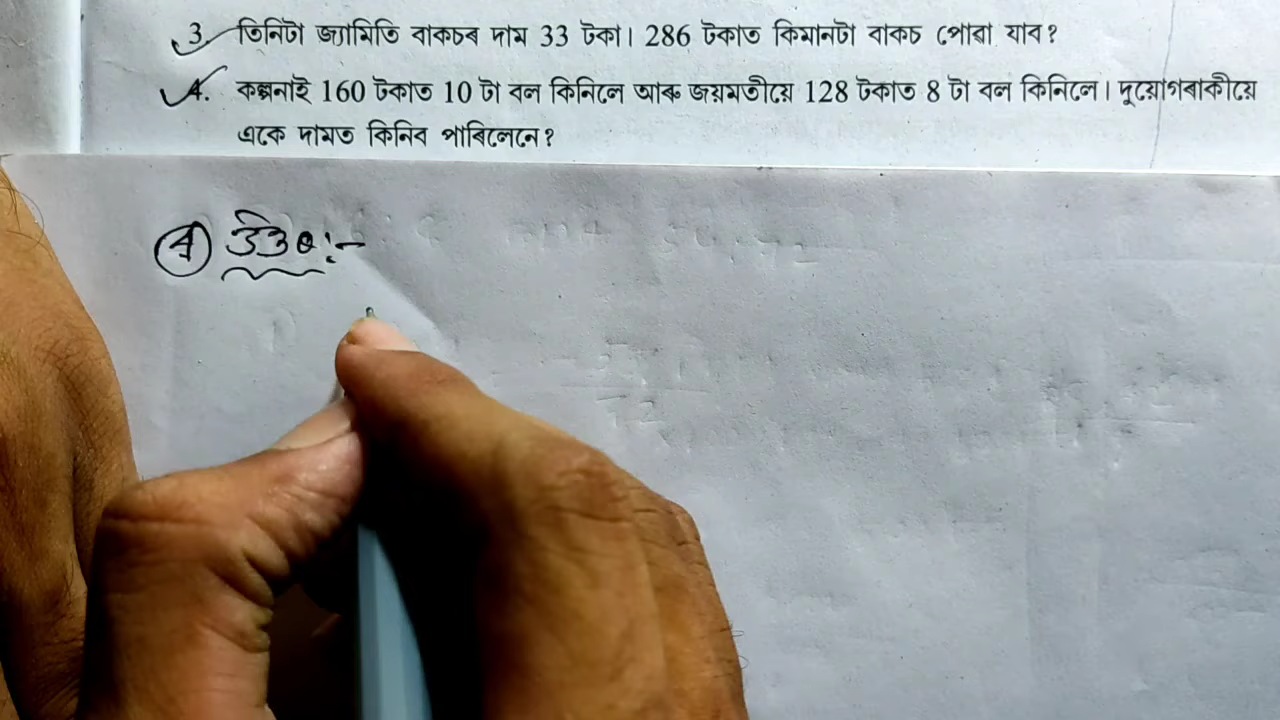 3. তিনিটা জ্যামিতি বাকচৰ দাম 33 টকা। 286 টকাত কিমানটা বাকচ পোৱা যাব?
4. কল্পনাই 160 টকাত 10 টা বল কিনিলে আৰু জয়মতীয়ে 128 টকাত 8 টা বল কিনিলে। দুয়োগৰাকীয়ে
একে দামত কিনিব পাৰিলেনে?
4 উত্তৰ:-